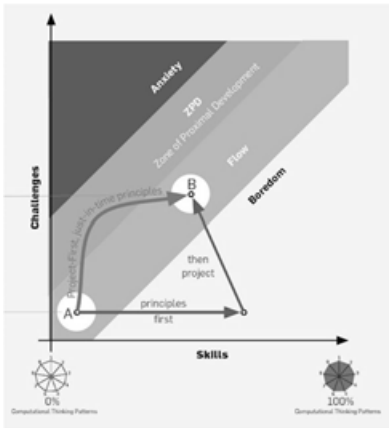 Anxiety
ZPD
Zone of Proximal Development
Flow
Boredom
Challenges
Project-First, just-in-time principles
B
then
project
A
principles
first
Skills
0%
Computational Thinking Patterns
100%
Computational Thinking Patterns